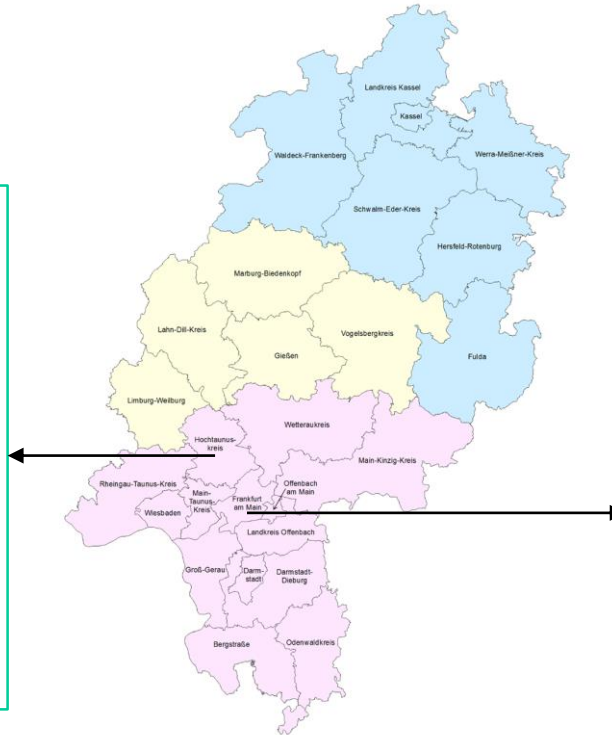 Landkreis Kassel
Kassel
Waldeck-Frankenberg
Werra-Meißner-Kreis
Schwalm-Eder-Kreis
Hersfeld-Rotenburg
Marburg-Biedenkopf
Lahn-Dill-Kreis
Vogelsbergkreis
Gießen
Fulda
Limburg-Weilburg
Wetteraukreis
Hochtaunus-
kreis
Main-Kinzig-Kreis
Rheingau-Taunus-Kreis
Main-
Taunus-
Kreis
Frankfurt
am Main
Offenbach
am Main
Wiesbaden
Landkreis Offenbach
Groß-Gerau
Darm-
stadt
Darmstadt-
Dieburg
Bergstraße
Odenwaldkreis